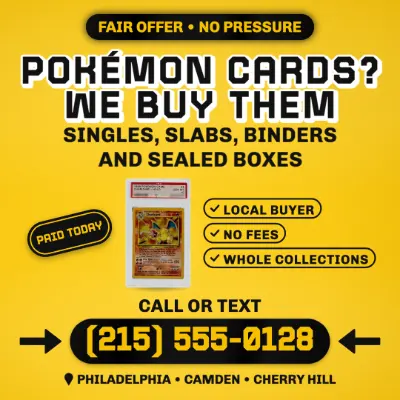 FAIR OFFER • NO PRESSURE
POKÉMON CARDS?
WE BUY THEM
SINGLES, SLABS, BINDERS
AND SEALED BOXES
PAID TODAY
LOCAL BUYER
NO FEES
WHOLE COLLECTIONS
CALL OR TEXT
(215) 555-0128
PHILADELPHIA • CAMDEN • CHERRY HILL